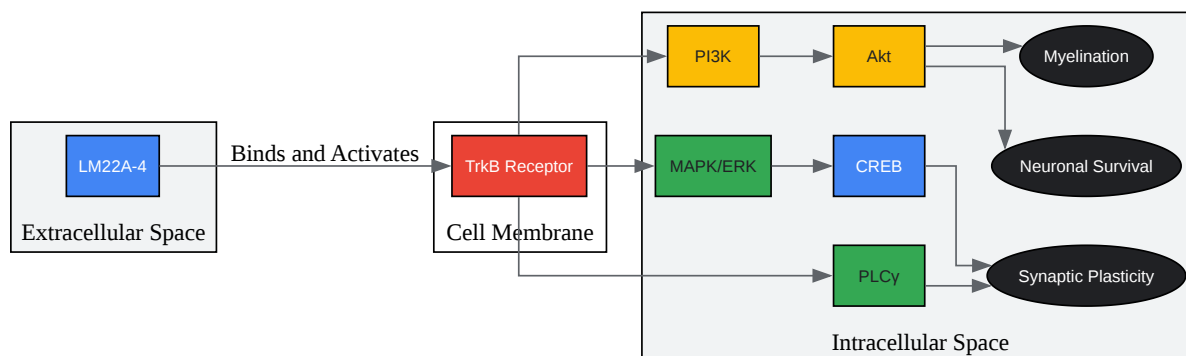 PI3K
Akt
Myelination
LM22A-4
Binds and Activates
TrkB Receptor
MAPK/ERK
CREB
Neuronal Survival
Extracellular Space
Cell Membrane
PLCγ
Synaptic Plasticity
Intracellular Space